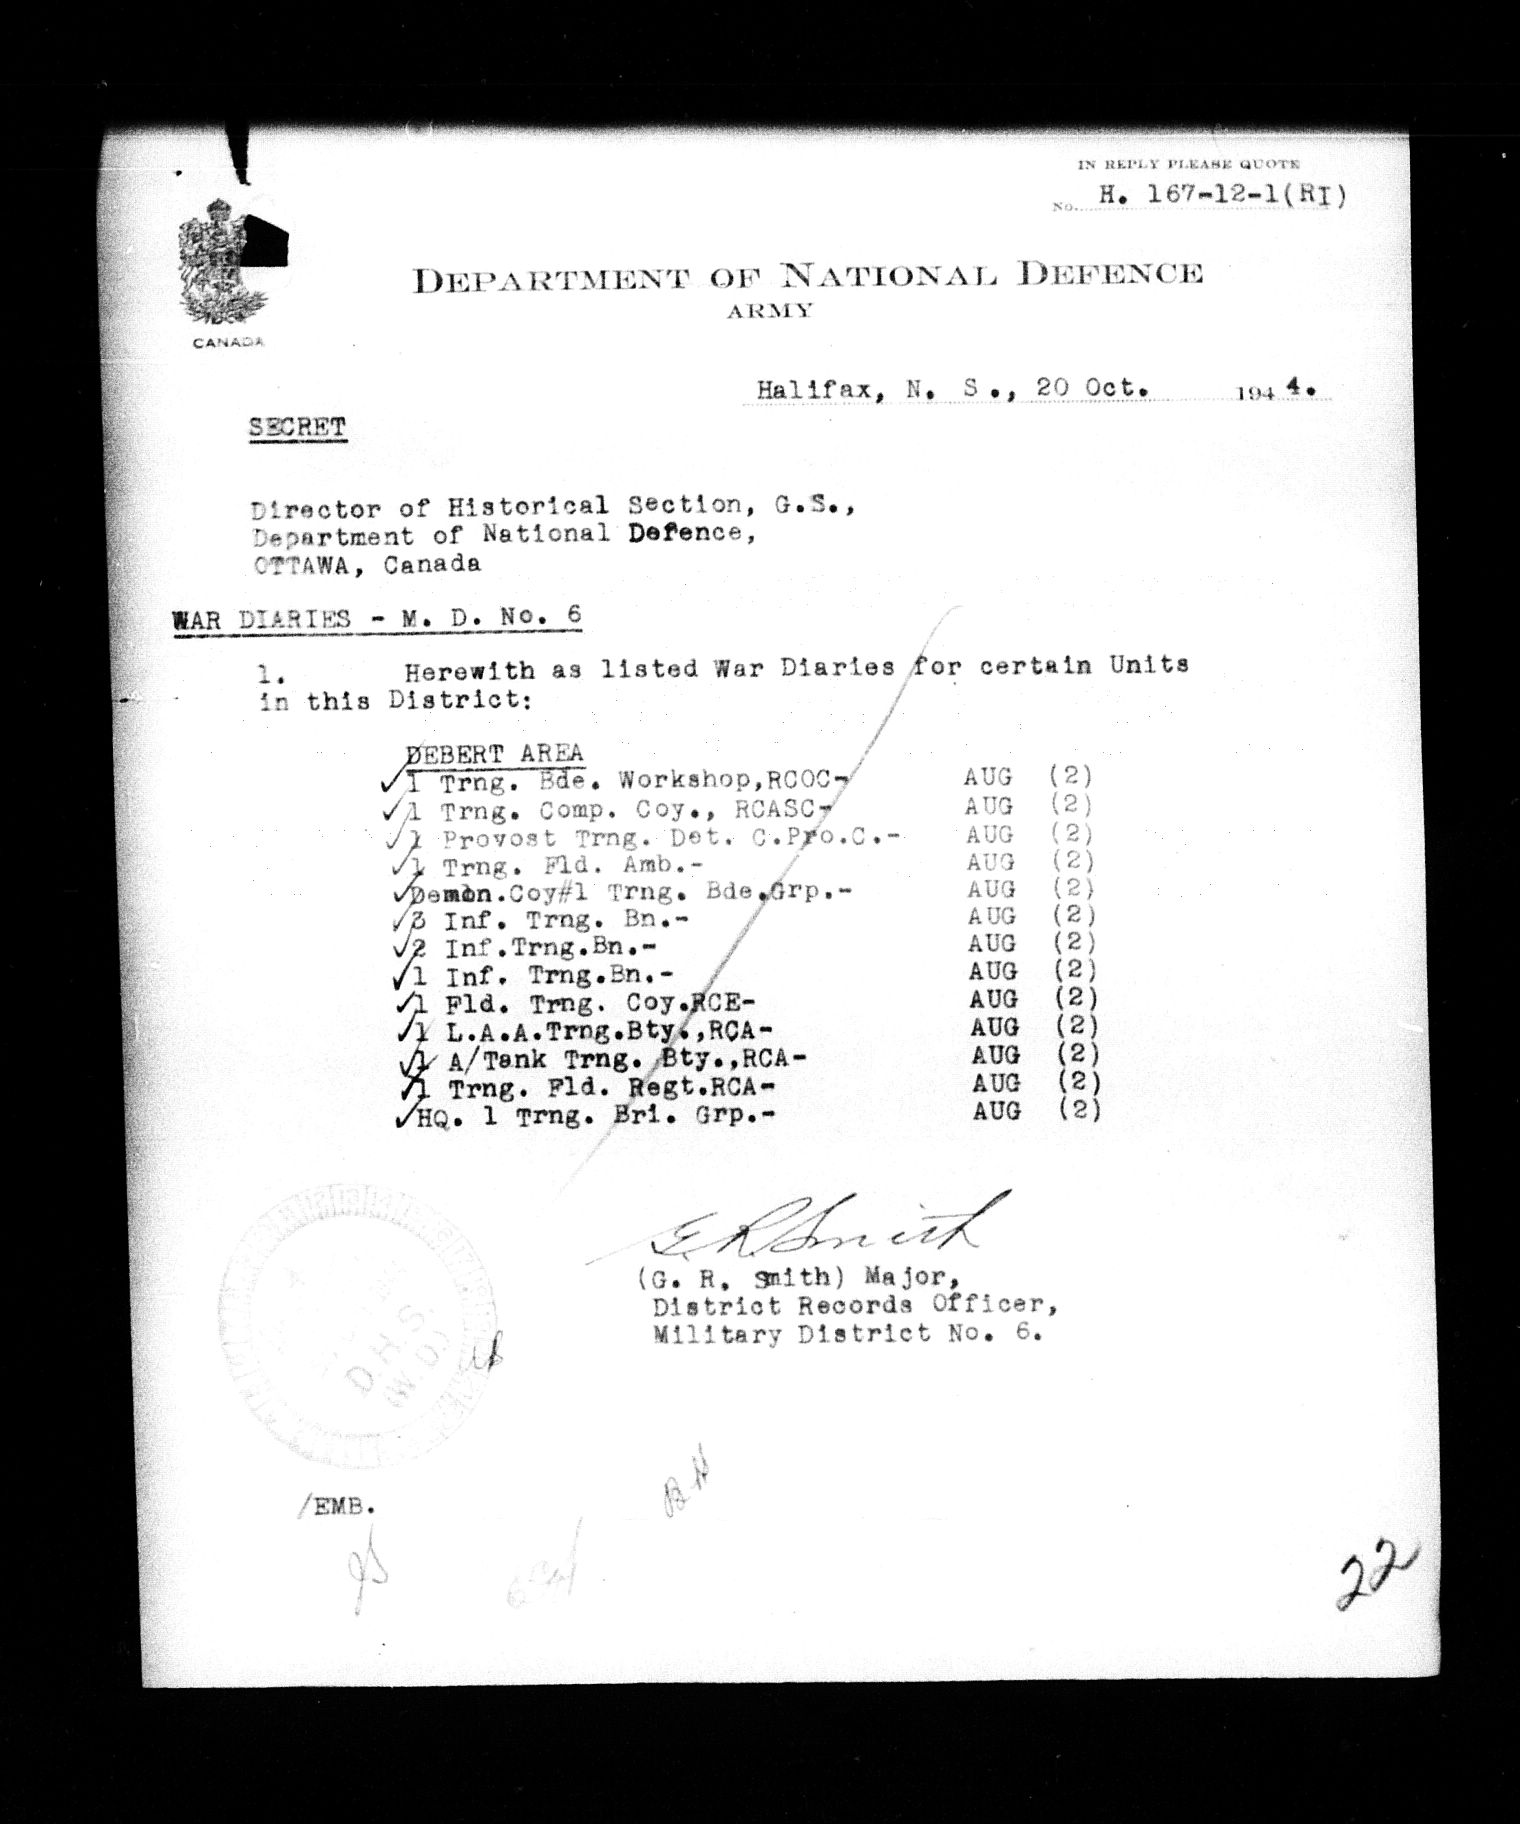 IN REPLY PLEASE QUOTE
No. H. 167-12-1(RI)
DEPARTMENT OF NATIONAL DEFENCE
ARMY
CANADA
Halifax, N. S., 20 Oct. 1944.
SECRET
Director of Historical Section, G.S.,
Department of National Defence,
OTTAWA, Canada
WAR DIARIES - M. D. No. 6
1. Herewith as listed War Diaries for certain Units
in this District:
DEBERT AREA
✓1 Trng. Bde. Workshop,RCOC- AUG (2)
✓1 Trng. Comp. Coy., RCASC- AUG (2)
✓1 Provost Trng. Det. C.Pro.C.- AUG (2)
✓1 Trng. Fld. Amb.- AUG (2)
✓Demon.Coy#1 Trng. Bde.Grp.- AUG (2)
✓3 Inf. Trng. Bn.- AUG (2)
✓2 Inf.Trng.Bn.- AUG (2)
✓1 Inf. Trng.Bn.- AUG (2)
✓1 Fld. Trng. Coy.RCE- AUG (2)
✓1 L.A.A.Trng.Bty.,RCA- AUG (2)
✓1 A/Tank Trng. Bty.,RCA- AUG (2)
✓1 Trng. Fld. Regt.RCA- AUG (2)
✓HQ. 1 Trng. Bri. Grp.- AUG (2)
G. R. Smith
(G. R. Smith) Major,
District Records Officer,
Military District No. 6.
D.H.S.
(W.D.)
BH
/EMB.
22